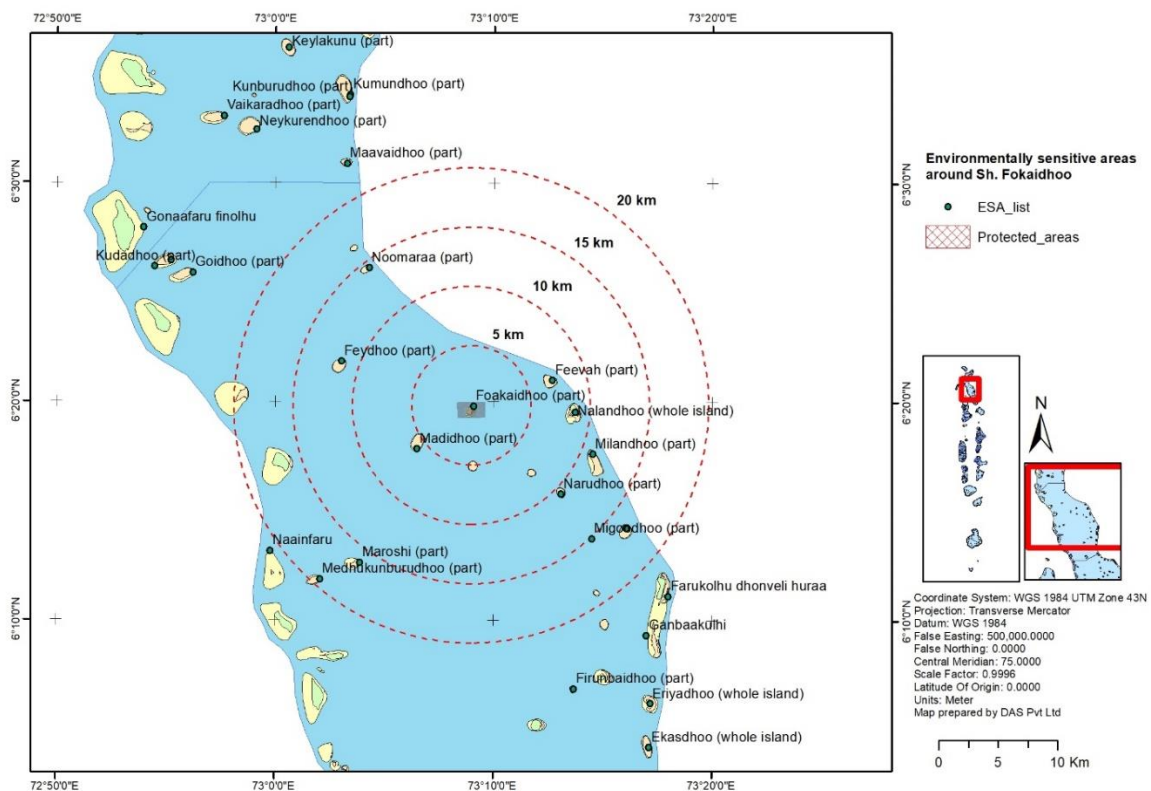 72°50'0"E
73°0'0"E
73°10'0"E
73°20'0"E
Keylakunu (part)
Kunburudhoo (part)
Kumundhoo (part)
Vaikaradhoo (part)
Neykurendhoo (part)
Maavaidhoo (part)
6°30'0"N
6°30'0"N
20 km
Gonaafaru finolhu
15 km
Kudadhoo (part)
Goidhoo (part)
Noomaraa (part)
10 km
5 km
Feydhoo (part)
Feevah (part)
6°20'0"N
6°20'0"N
Foakaidhoo (part)
Nalandhoo (whole island)
Madidhoo (part)
Milandhoo (part)
Narudhoo (part)
Migoodhoo (part)
Naainfaru
Maroshi (part)
Medhukunburudhoo (part)
Farukolhu dhonveli huraa
6°10'0"N
6°10'0"N
Ganbaakulhi
Firunbaidhoo (part)
Eriyadhoo (whole island)
Ekasdhoo (whole island)
72°50'0"E
73°0'0"E
73°10'0"E
73°20'0"E
Environmentally sensitive areas
around Sh. Fokaidhoo
ESA_list
Protected_areas
N
Coordinate System: WGS 1984 UTM Zone 43N
Projection: Transverse Mercator
Datum: WGS 1984
False Easting: 500,000.0000
False Northing: 0.0000
Central Meridian: 75.0000
Scale Factor: 0.9996
Latitude Of Origin: 0.0000
Units: Meter
Map prepared by DAS Pvt Ltd
0 5 10 Km